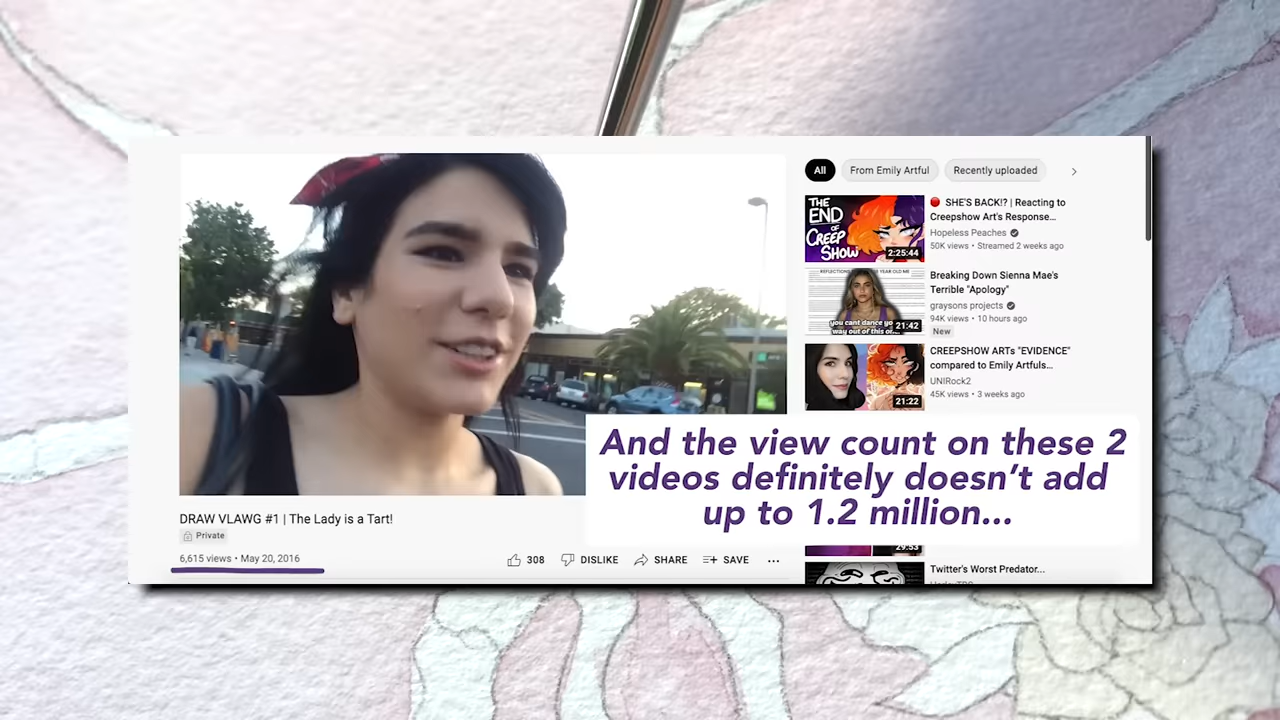 All
From Emily Artful
Recently uploaded
THE
END
OF
CREEP
SHOW
2:25:44
SHE'S BACK!? | Reacting to
Creepshow Art's Response...
Hopeless Peaches
50K views • Streamed 2 weeks ago
you cant dance yo
way out of this of
21:42
Breaking Down Sienna Mae's
Terrible "Apology"
graysons projects
94K views • 10 hours ago
New
21:22
CREEPSHOW ARTs "EVIDENCE"
compared to Emily Artfuls...
UNIRock2
45K views • 3 weeks ago
And the view count on these 2
videos definitely doesn't add
up to 1.2 million...
29:53
Twitter's Worst Predator...
DRAW VLAWG #1 | The Lady is a Tart!
Private
6,615 views • May 20, 2016
308
DISLIKE
SHARE
SAVE